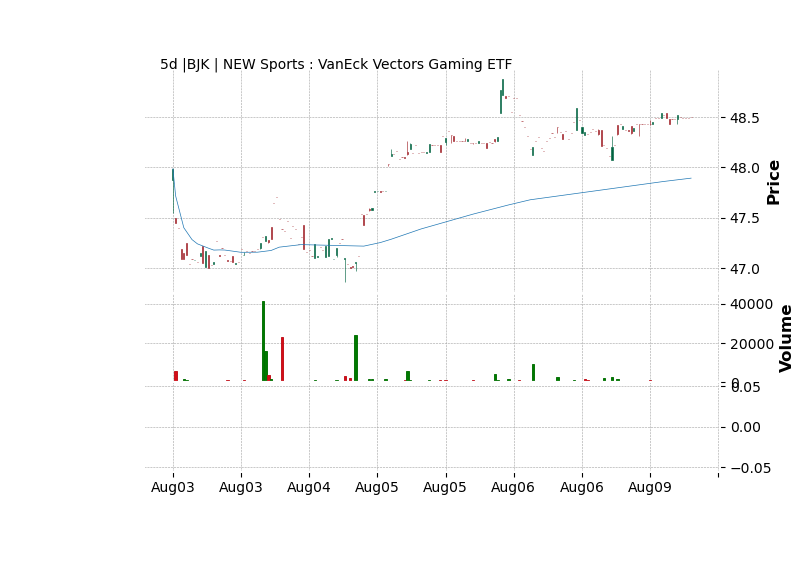 5d |BJK | NEW Sports : VanEck Vectors Gaming ETF
48.5
48.0
47.5
47.0
Price
40000
20000
0
Volume
0.05
0.00
−0.05
Aug03 Aug03 Aug04 Aug05 Aug05 Aug06 Aug06 Aug09